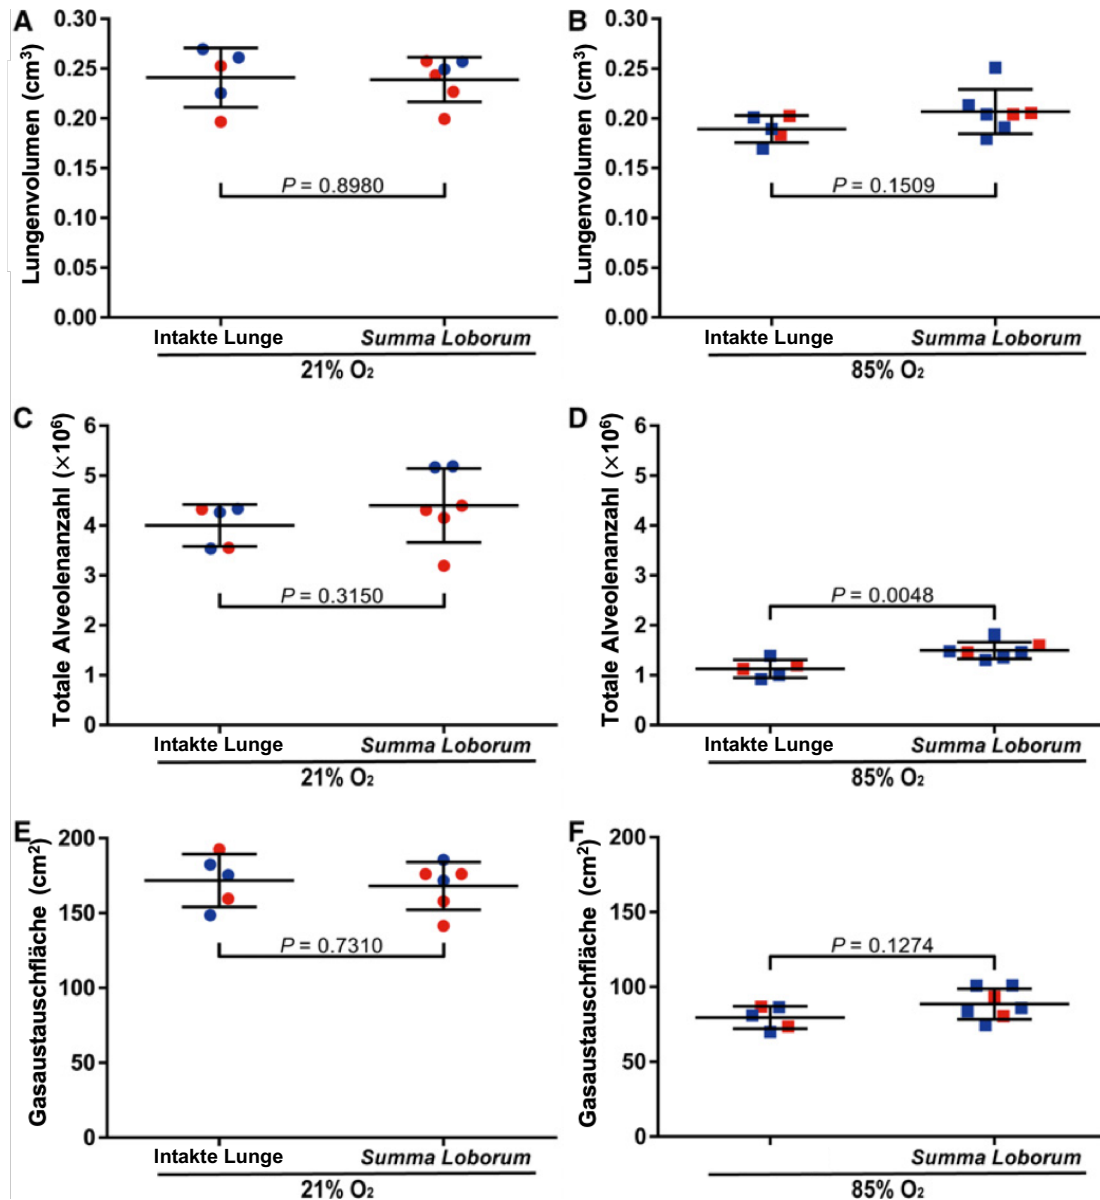 A
Lungenvolumen (cm³)
0.30
0.25
0.20
0.15
0.10
0.05
0.00
P = 0.8980
Intakte Lunge
Summa Loborum
21% O₂
B
Lungenvolumen (cm³)
0.30
0.25
0.20
0.15
0.10
0.05
0.00
P = 0.1509
Intakte Lunge
Summa Loborum
85% O₂
C
Totale Alveolenanzahl (×10⁶)
6
5
4
3
2
1
0
P = 0.3150
Intakte Lunge
Summa Loborum
21% O₂
D
Totale Alveolenanzahl (×10⁶)
6
5
4
3
2
1
0
P = 0.0048
Intakte Lunge
Summa Loborum
85% O₂
E
Gasaustauschfläche (cm²)
200
150
100
50
0
P = 0.7310
Intakte Lunge
Summa Loborum
21% O₂
F
Gasaustauschfläche (cm²)
200
150
100
50
0
P = 0.1274
Summa Loborum
85% O₂